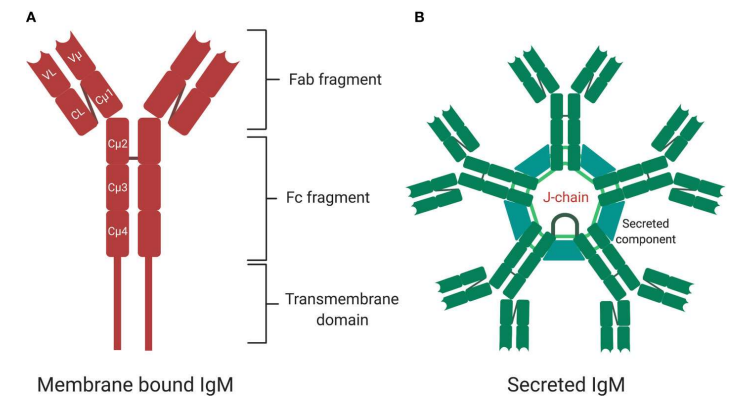 A
VL
Vμ
CL
Cμ1
Cμ2
Cμ3
Cμ4
Fab fragment
Fc fragment
Transmembrane
domain
Membrane bound IgM
B
J-chain
Secreted
component
Secreted IgM